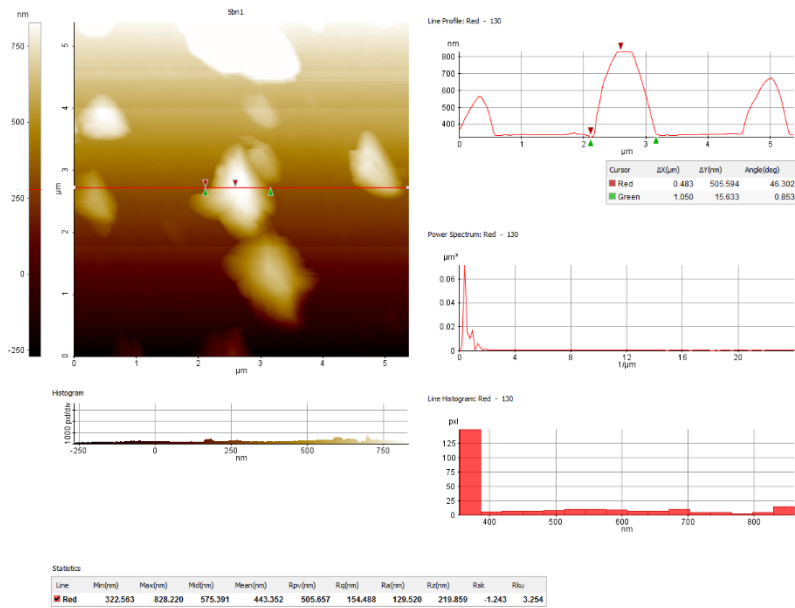 nm
5bn1
750
500
250
0
-250
5
4
3
2
1
0
μm
0
1
2
3
4
5
μm
Line Profile: Red - 130
nm
800
700
600
500
400
0
1
2
3
4
5
μm
Cursor ΔX(μm) ΔY(nm) Angle(deg)
Red 0.483 505.594 46.302
Green 1.050 15.633 0.853
Power Spectrum: Red - 130
0.06
0.04
0.02
0
0 4 8 12 16 20
1/μm
Histogram
1000 pxl/div
-250 0 250 500 750
nm
Line Histogram: Red - 130
pxl
125
100
75
50
25
0
400 500 600 700 800
nm
Statistics
Line Min(nm) Max(nm) Mid(nm) Mean(nm) Rpv(nm) Rq(nm) Ra(nm) Rz(nm) Rsk Rku
Red 322.563 828.220 575.391 443.352 505.657 154.488 129.520 219.859 -1.243 3.254